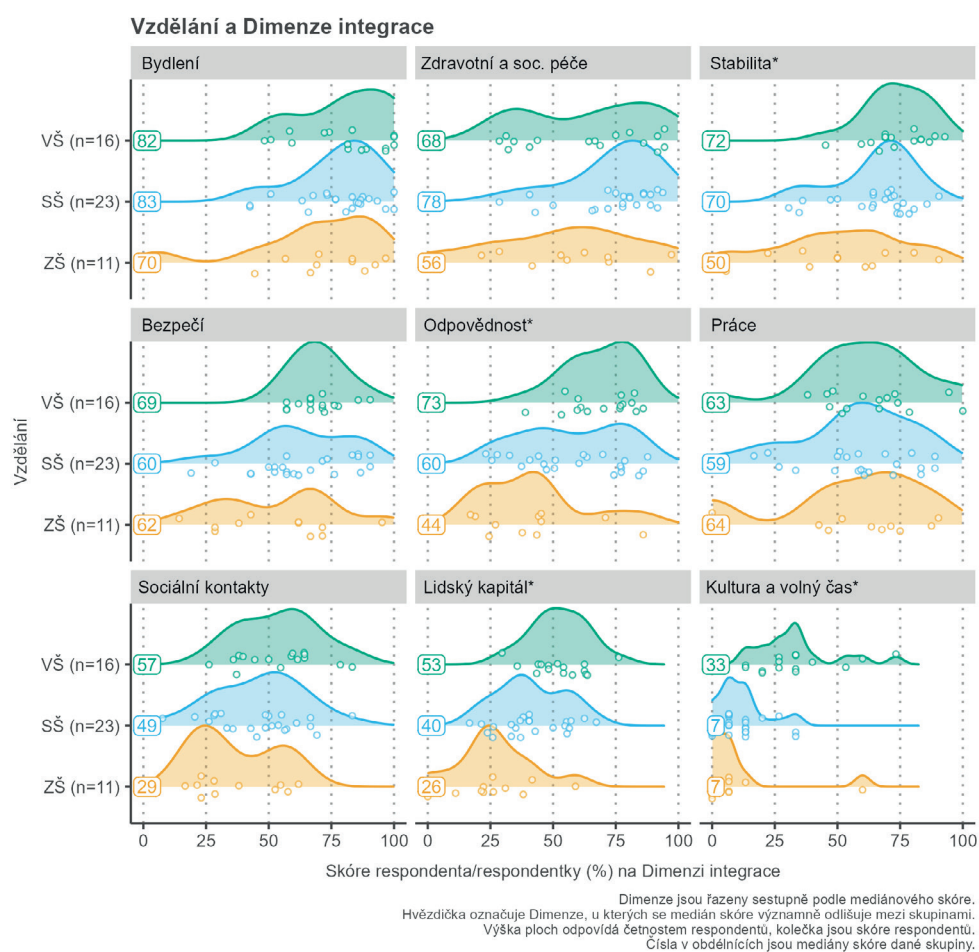 Vzdělání a Dimenze integrace
Bydlení
Zdravotní a soc. péče
Stabilita*
VŠ (n=16)
82
68
72
SŠ (n=23)
83
78
70
ZŠ (n=11)
70
56
50
Bezpečí
Odpovědnost*
Práce
VŠ (n=16)
69
73
63
SŠ (n=23)
60
60
59
ZŠ (n=11)
62
44
64
Sociální kontakty
Lidský kapitál*
Kultura a volný čas*
VŠ (n=16)
57
53
33
SŠ (n=23)
49
40
7
ZŠ (n=11)
29
26
7
Vzdělání
0 25 50 75 100
0 25 50 75 100
0 25 50 75 100
Skóre respondenta/respondentky (%) na Dimenzi integrace
Dimenze jsou řazeny sestupně podle mediánového skóre.
Hvězdička označuje Dimenze, u kterých se medián skóre významně odlišuje mezi skupinami.
Výška ploch odpovídá četnostem respondentů, kolečka jsou skóre respondentů.
Čísla v obdélnících jsou mediány skóre dané skupiny.